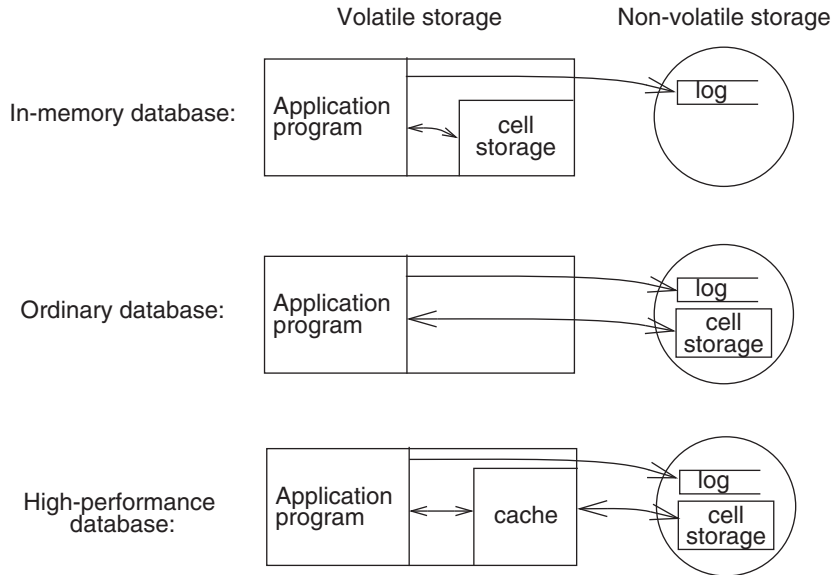 Volatile storage
Non-volatile storage
In-memory database:
Application
program
cell
storage
log
Ordinary database:
Application
program
log
cell
storage
High-performance
database:
Application
program
cache
log
cell
storage